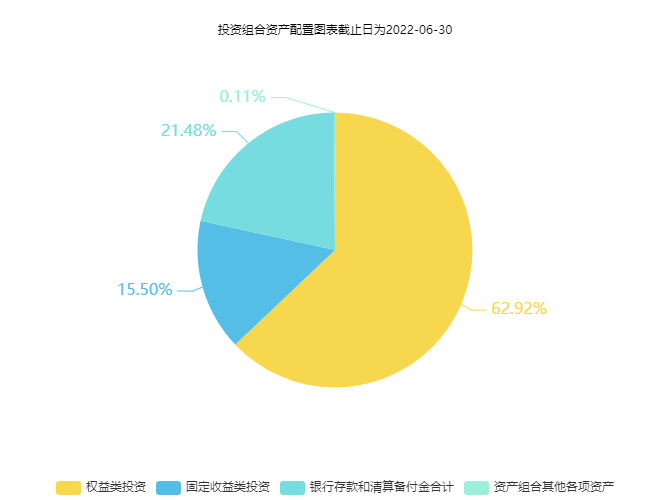 投资组合资产配置图表截止日为2022-06-30
0.11%
21.48%
15.50%
62.92%
权益类投资 固定收益类投资 银行存款和清算备付金合计 资产组合其他各项资产